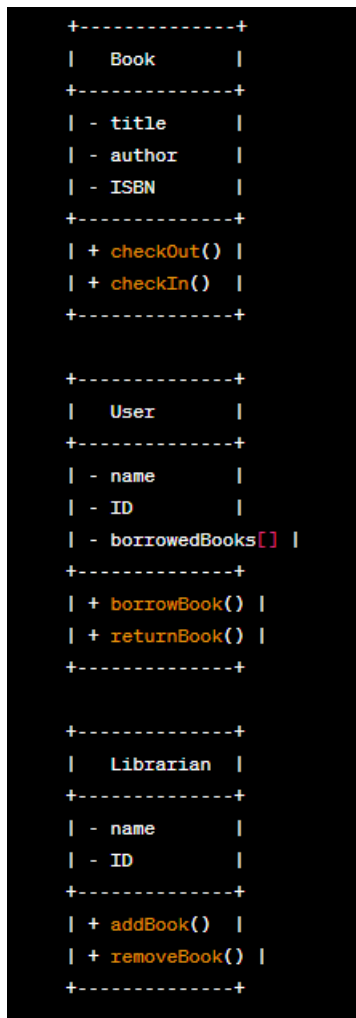 +--------------+
|   Book       |
+--------------+
| - title      |
| - author     |
| - ISBN       |
+--------------+
| + checkOut() |
| + checkIn()  |
+--------------+

+--------------+
|   User       |
+--------------+
| - name       |
| - ID         |
| - borrowedBooks[] |
+--------------+
| + borrowBook() |
| + returnBook() |
+--------------+

+--------------+
|   Librarian  |
+--------------+
| - name       |
| - ID         |
+--------------+
| + addBook()  |
| + removeBook() |
+--------------+